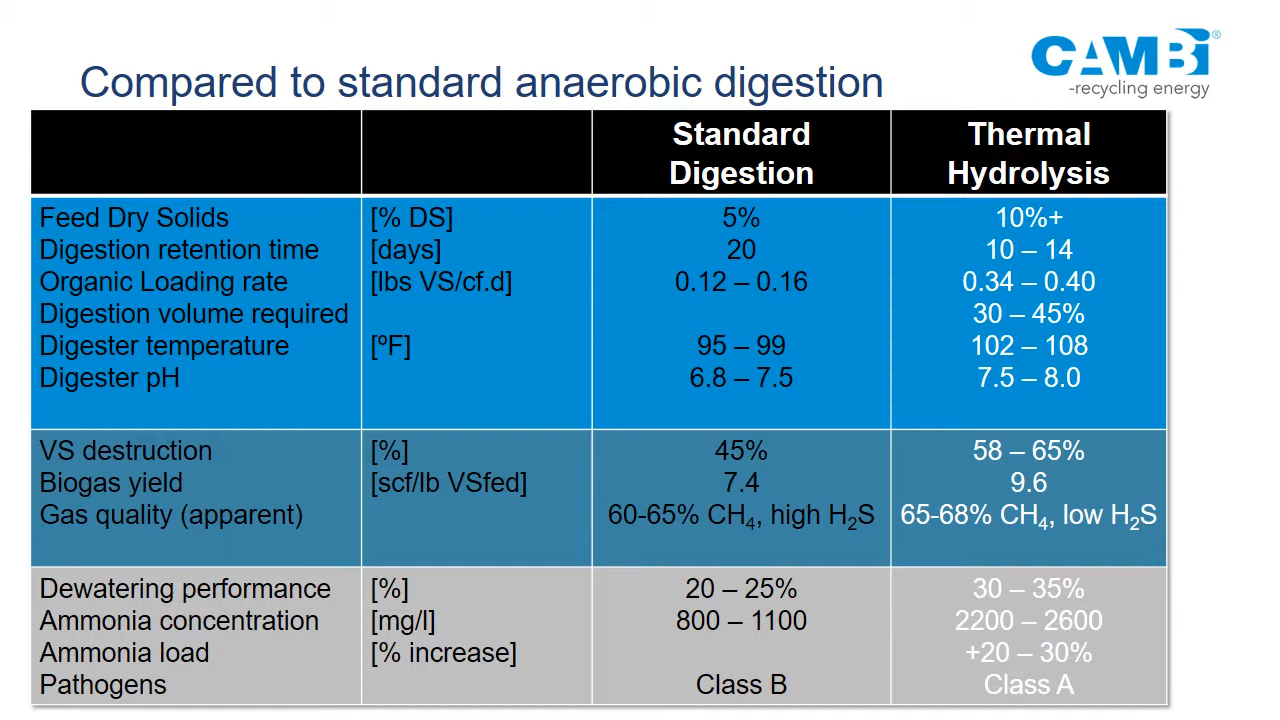 CAMBi®
-recycling energy
Compared to standard anaerobic digestion
Standard Digestion Thermal Hydrolysis
Feed Dry Solids [% DS] 5% 10%+
Digestion retention time [days] 20 10 – 14
Organic Loading rate [lbs VS/cf.d] 0.12 – 0.16 0.34 – 0.40
Digestion volume required 30 – 45%
Digester temperature [ºF] 95 – 99 102 – 108
Digester pH 6.8 – 7.5 7.5 – 8.0
VS destruction [%] 45% 58 – 65%
Biogas yield [scf/lb VSfed] 7.4 9.6
Gas quality (apparent) 60-65% CH₄, high H₂S 65-68% CH₄, low H₂S
Dewatering performance [%] 20 – 25% 30 – 35%
Ammonia concentration [mg/l] 800 – 1100 2200 – 2600
Ammonia load [% increase] +20 – 30%
Pathogens Class B Class A